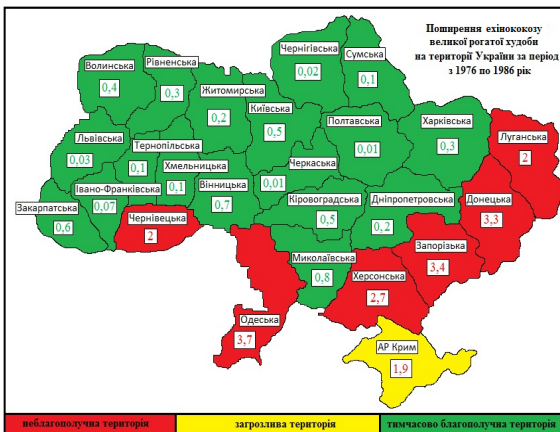 Поширення ехінококозу
великої рогатої худоби
на території України за період
з 1976 по 1986 рік
Чернігівська
0,02
Сумська
0,1
Волинська
0,4
Рівненська
0,3
Житомирська
0,2
Київська
0,5
Полтавська
0,01
Харківська
0,3
Луганська
2
Львівська
0,03
Тернопільська
0,1
Хмельницька
0,1
Вінницька
0,7
Черкаська
0,01
Івано-Франківська
0,07
Закарпатська
0,6
Чернівецька
2
Кіровоградська
0,5
Дніпропетровська
0,2
Донецька
3,3
Запорізька
3,4
Миколаївська
0,8
Херсонська
2,7
Одеська
3,7
АР Крим
1,9
неблагополучна територія
загрозлива територія
тимчасово благополучна територія